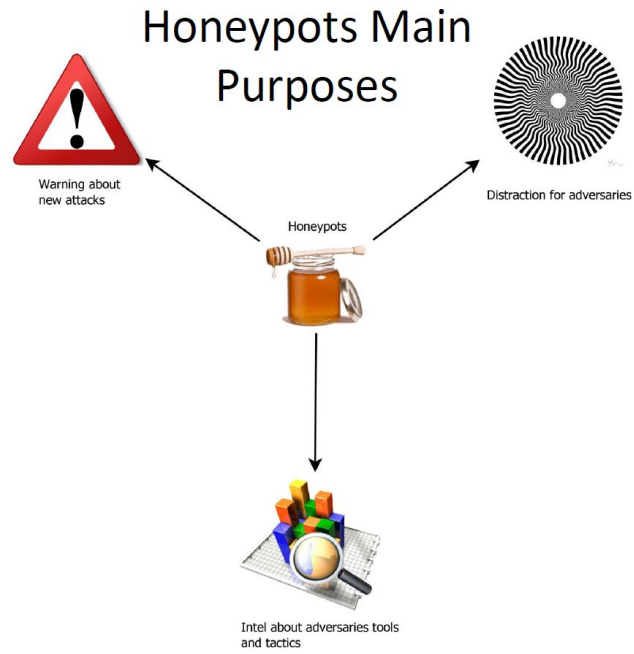 Honeypots Main
Purposes
Warning about
new attacks
Distraction for adversaries
Honeypots
Intel about adversaries tools
and tactics